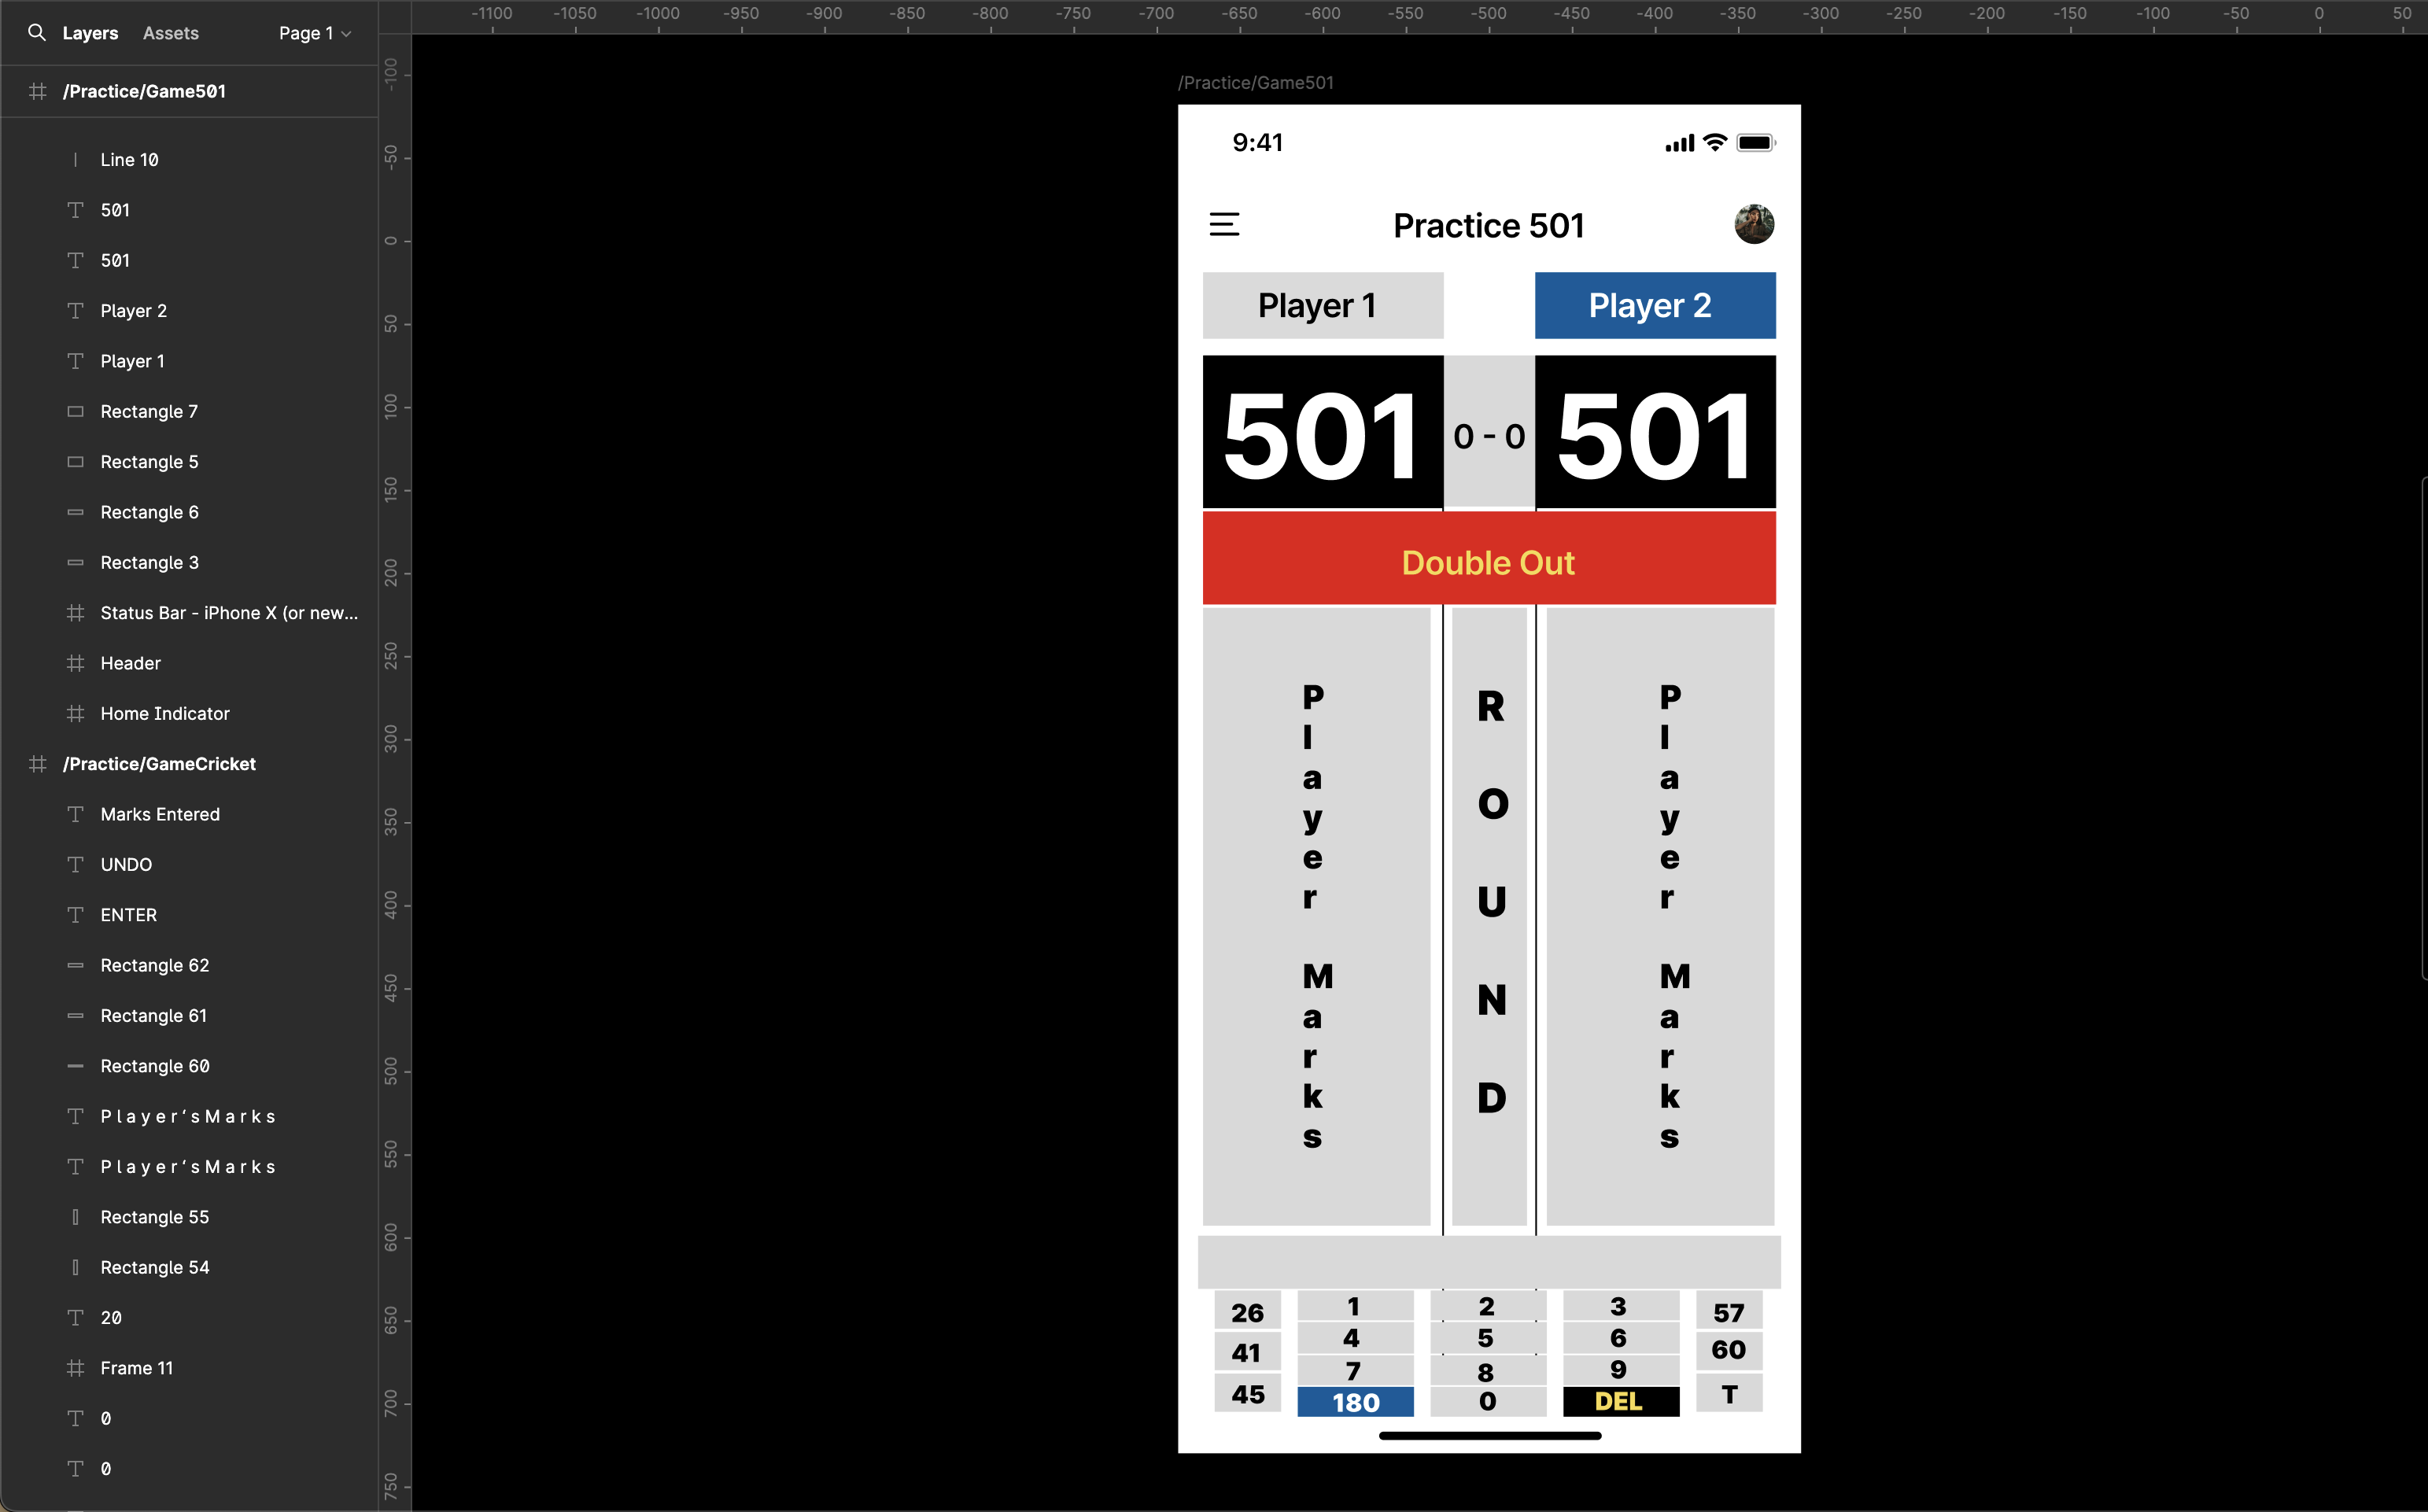 Layers Assets Page 1
/Practice/Game501
Line 10
501
501
Player 2
Player 1
Rectangle 7
Rectangle 5
Rectangle 6
Rectangle 3
Status Bar - iPhone X (or new...
Header
Home Indicator
/Practice/GameCricket
Marks Entered
UNDO
ENTER
Rectangle 62
Rectangle 61
Rectangle 60
P l a y e r ' s M a r k s
P l a y e r ' s M a r k s
Rectangle 55
Rectangle 54
20
Frame 11
0
0
-1100 -1050 -1000 -950 -900 -850 -800 -750 -700 -650 -600 -550 -500 -450 -400 -350 -300 -250 -200 -150 -100 -50 0 50
-100
-50
0
50
100
150
200
250
300
350
400
450
500
550
600
650
700
750
/Practice/Game501
9:41
Practice 501
Player 1 Player 2
501 0 - 0 501
Double Out
P
l
a
y
e
r
M
a
r
k
s
R
O
U
N
D
P
l
a
y
e
r
M
a
r
k
s
26 1 2 3 57
41 4 5 6 60
7 8 9
45 180 0 DEL T